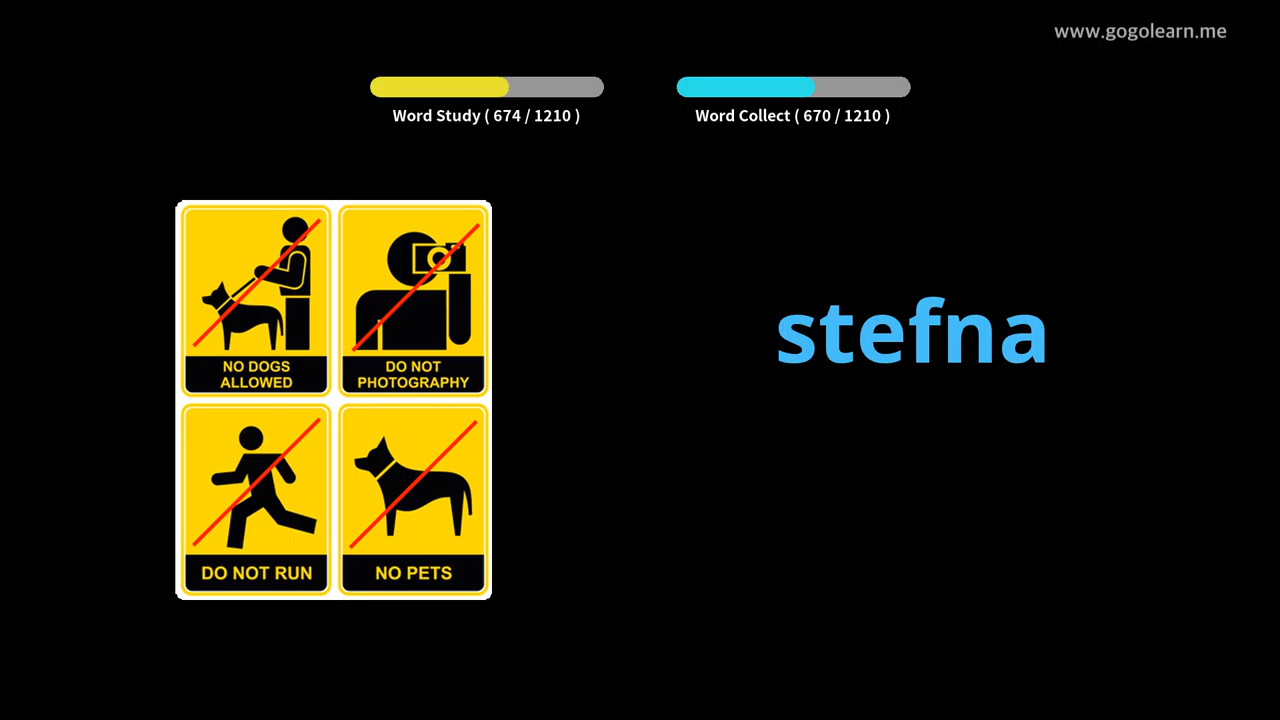 www.gogolearn.me
Word Study ( 674 / 1210 )
Word Collect ( 670 / 1210 )
NO DOGS
ALLOWED
DO NOT
PHOTOGRAPHY
DO NOT RUN
NO PETS
stefna